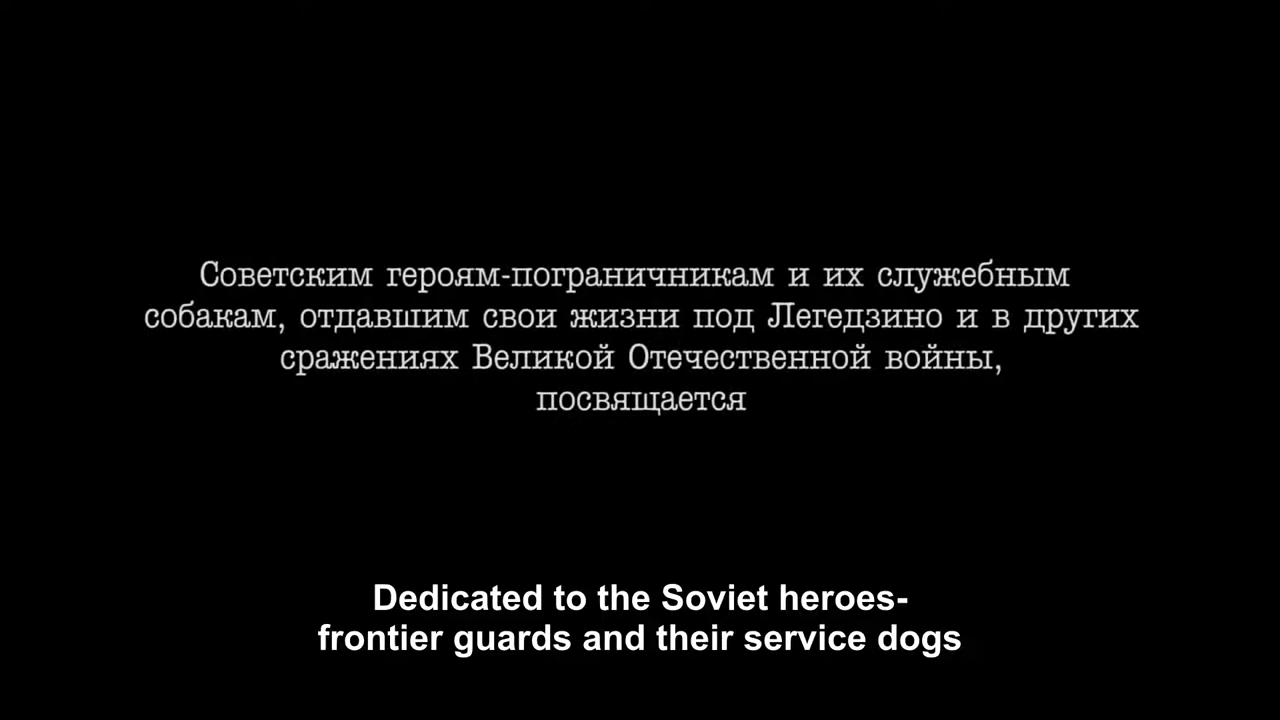 Советским героям-пограничникам и их служебным
собакам, отдавшим свои жизни под Легедзино и в других
сражениях Великой Отечественной войны,
посвящается
Dedicated to the Soviet heroes-
frontier guards and their service dogs